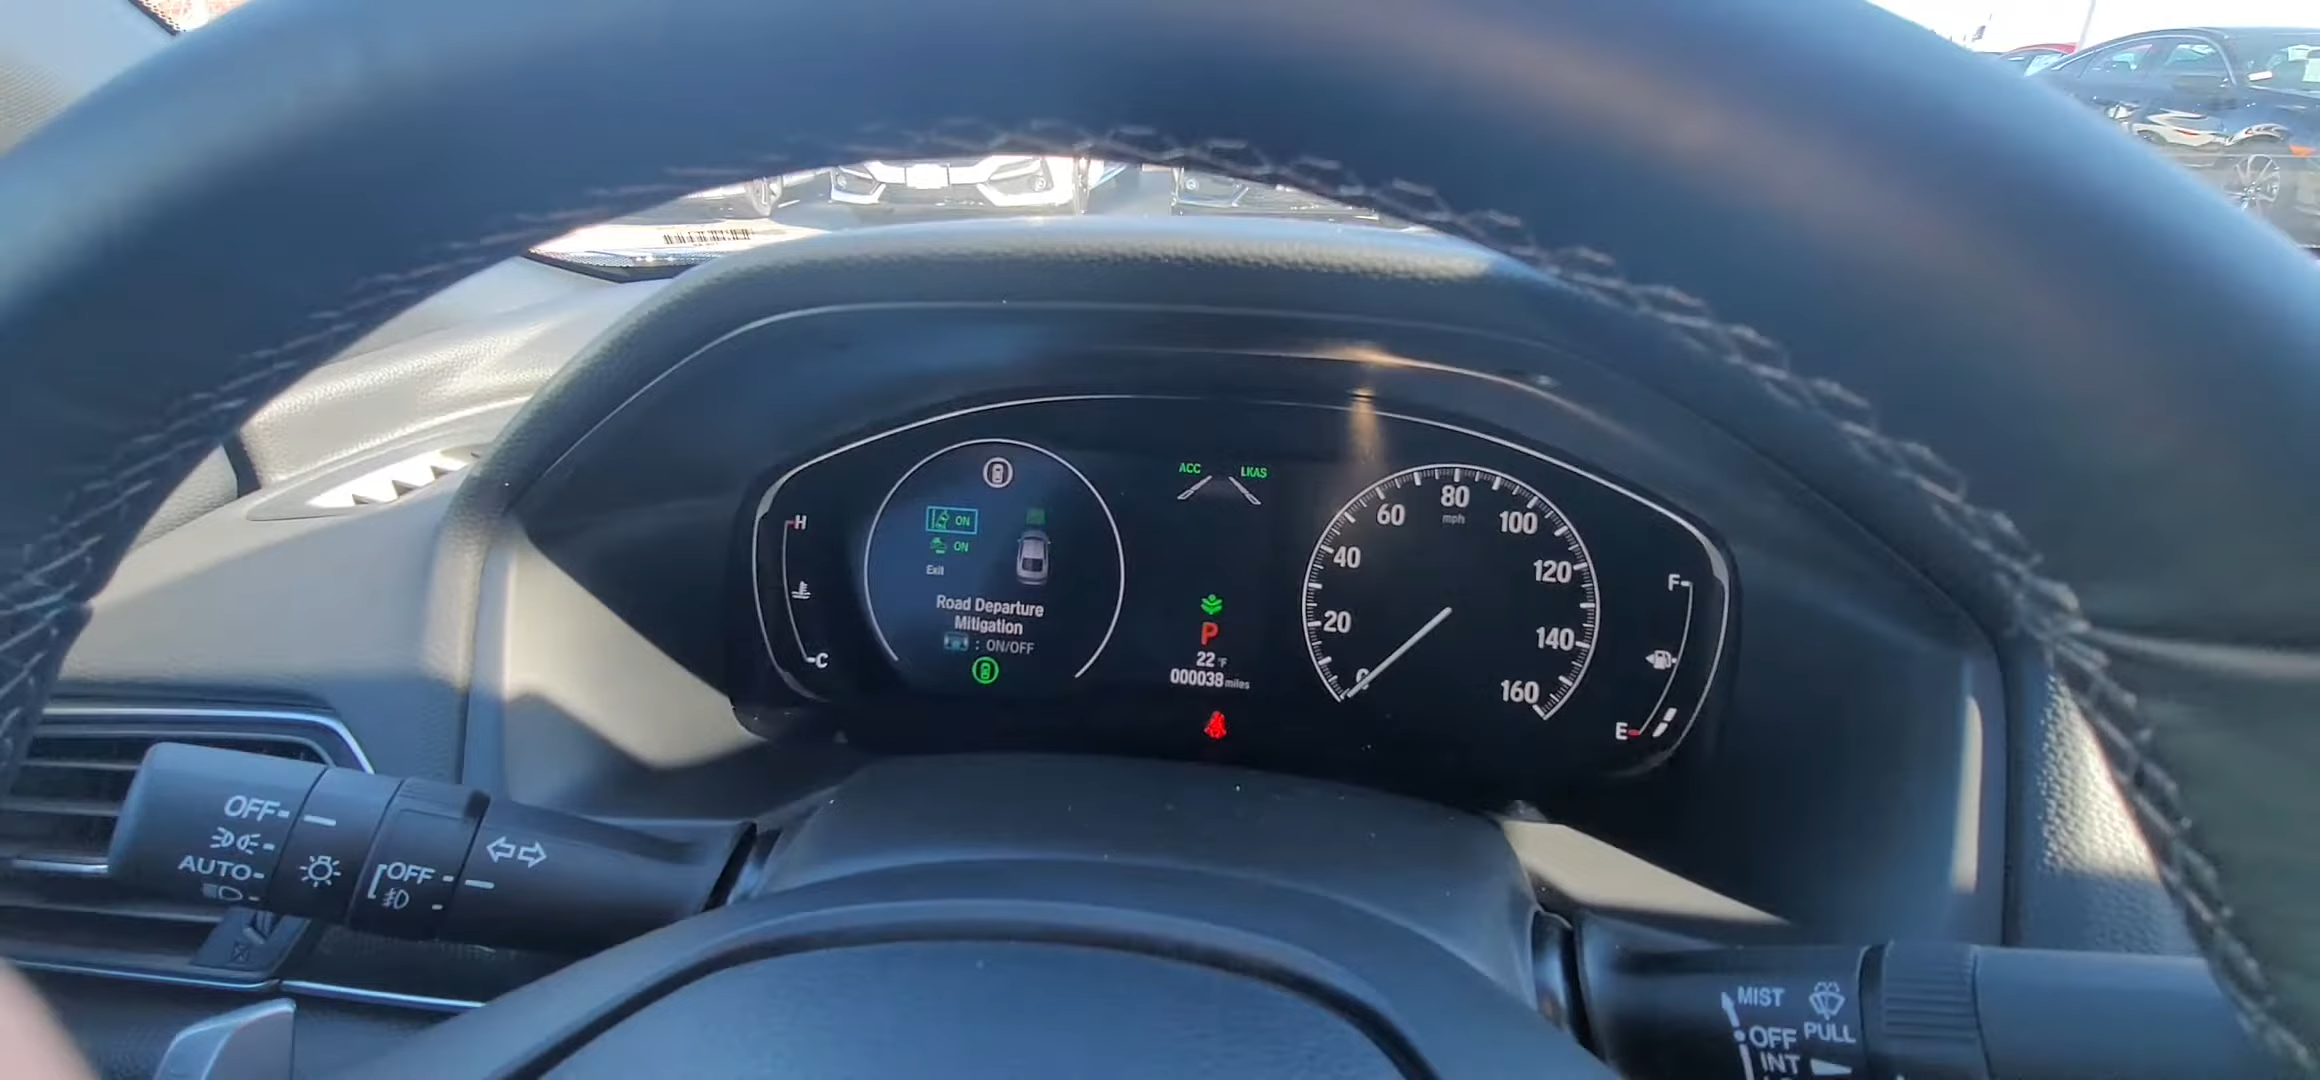 ACC LKAS
H
ON
ON
Exit
Road Departure
Mitigation
: ON/OFF
C
P
22 °F
000038 miles
0
20
40
60
80
mph
100
120
140
160
F
E
OFF
AUTO
OFF
MIST
OFF PULL
INT